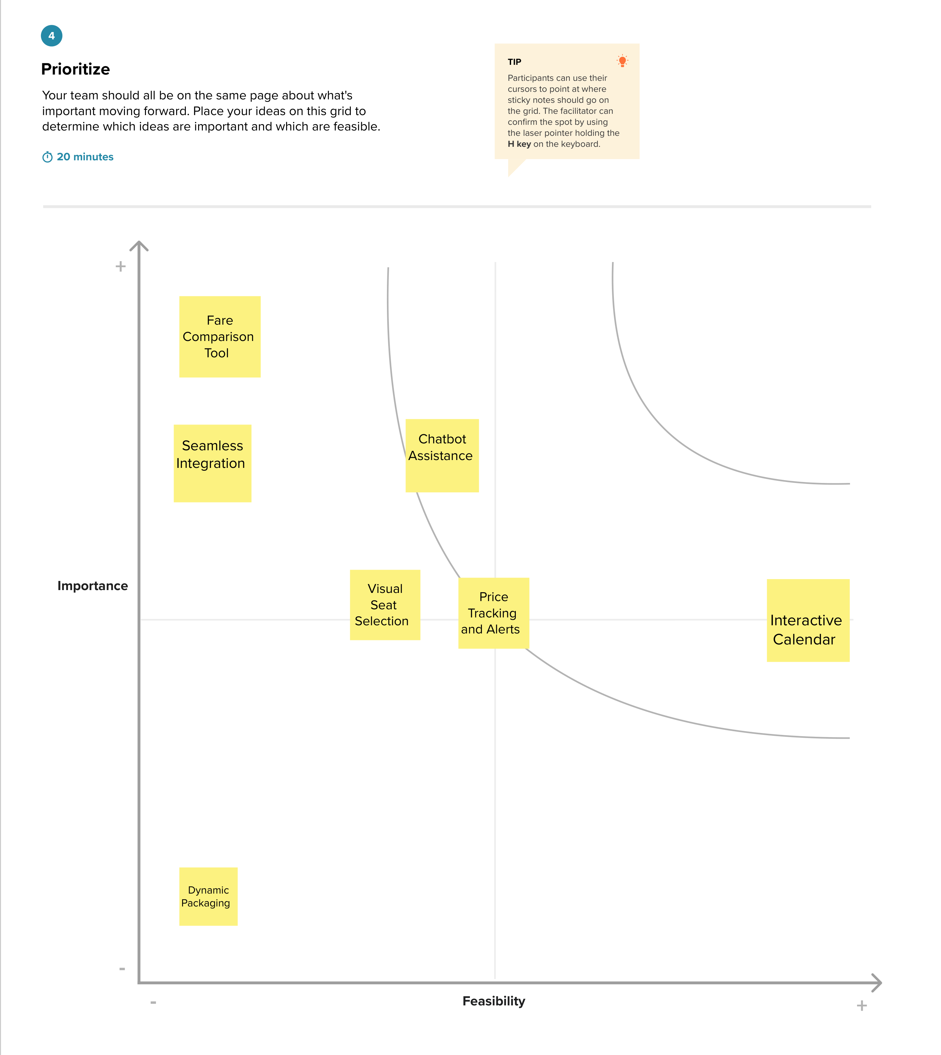 4
Prioritize
Your team should all be on the same page about what's
important moving forward. Place your ideas on this grid to
determine which ideas are important and which are feasible.
20 minutes
TIP
Participants can use their
cursors to point at where
sticky notes should go on
the grid. The facilitator can
confirm the spot by using
the laser pointer holding the
H key on the keyboard.
+
Fare
Comparison
Tool
Seamless
Integration
Chatbot
Assistance
Importance
Visual
Seat
Selection
Price
Tracking
and Alerts
Interactive
Calendar
Dynamic
Packaging
-
-
Feasibility
+